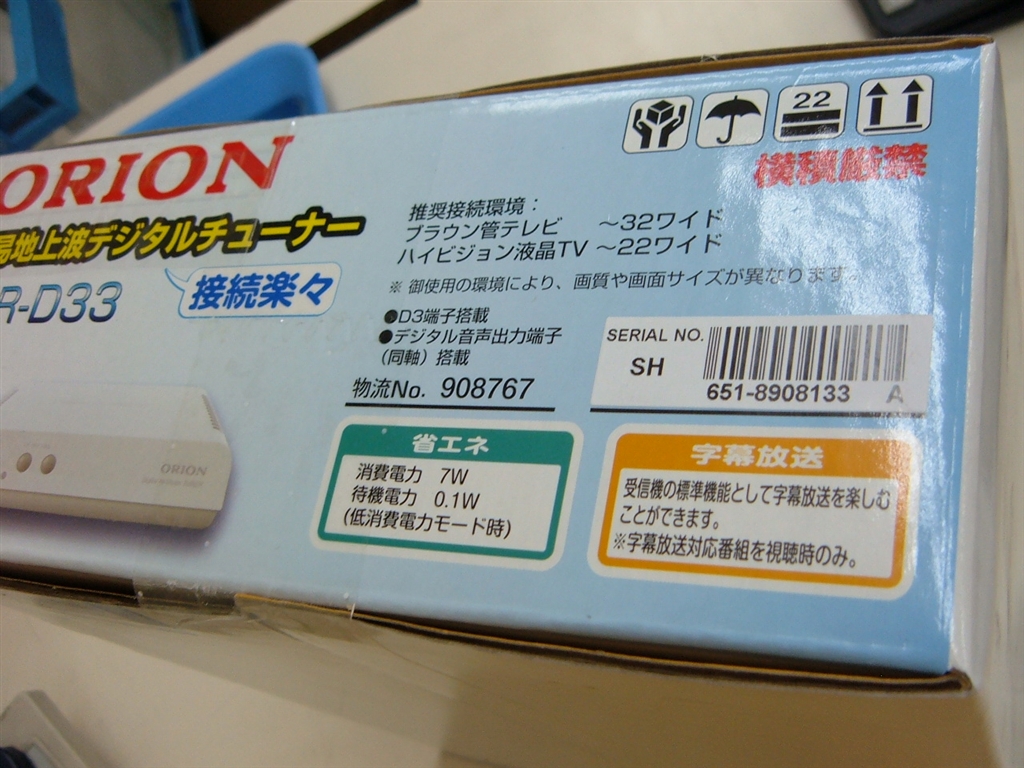 ORION
易地上波デジタルチューナー
R-D33
接続楽々
22
横積厳禁
推奨接続環境：
ブラウン管テレビ ～32ワイド
ハイビジョン液晶TV ～22ワイド
※ 御使用の環境により、画質や画面サイズが異なります
●D3端子搭載
●デジタル音声出力端子
（同軸）搭載
物流No. 908767
SERIAL NO.
SH
651-8908133 A
省エネ
消費電力 7W
待機電力 0.1W
(低消費電力モード時)
字幕放送
受信機の標準機能として字幕放送を楽しむ
ことができます。
※字幕放送対応番組を視聴時のみ。
ORION